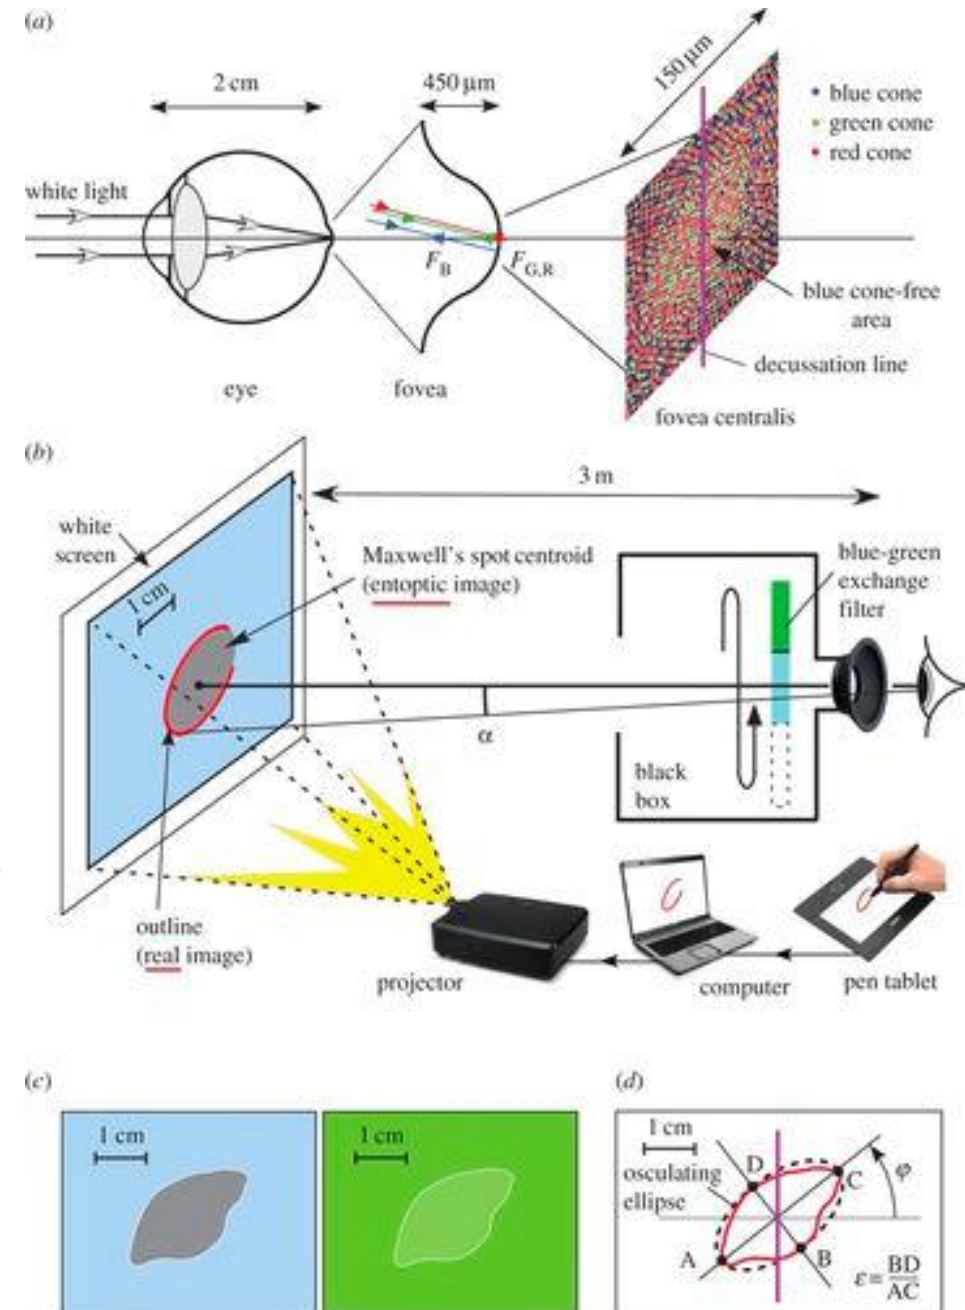 (a)
2 cm
450 µm
150 µm
blue cone
green cone
red cone
white light
F_B
F_G,R
blue cone-free
area
decussation line
eye
fovea
fovea centralis
(b)
3 m
white
screen
Maxwell's spot centroid
(entoptic image)
blue-green
exchange
filter
1 cm
α
black
box
outline
(real image)
projector
computer
pen tablet
(c)
1 cm
1 cm
(d)
1 cm
osculating
ellipse
D
C
φ
A
B
ε = BD
AC